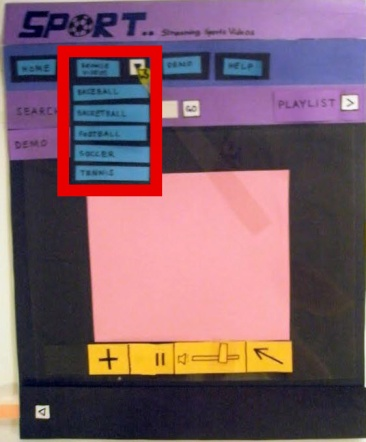 SPORT.. Streaming Sports Videos
HOME
BROWSE VIDEOS
DEMO
HELP
BASEBALL
BASKETBALL
FOOTBALL
SOCCER
TENNIS
SEARCH
GO
PLAYLIST >
DEMO